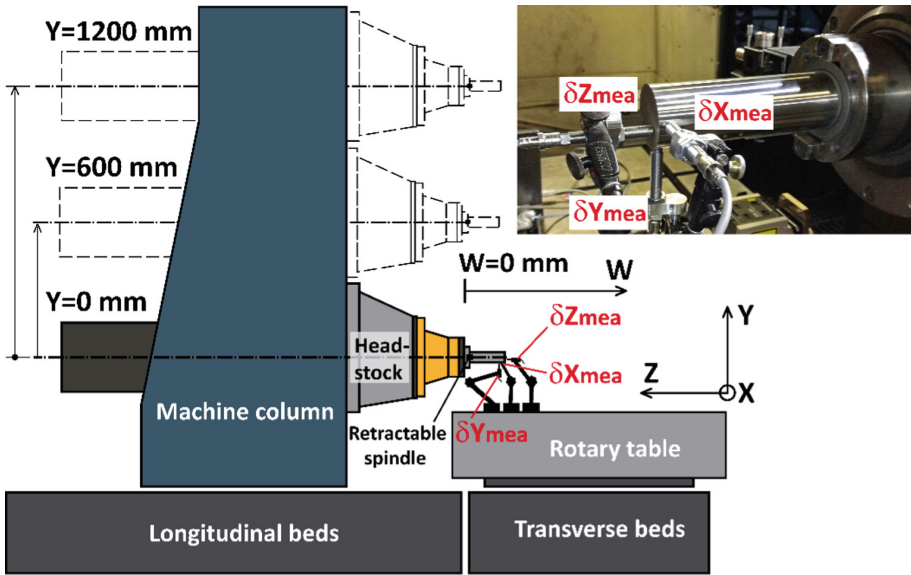 Y=1200 mm
δZmea
δXmea
Y=600 mm
δYmea
W=0 mm
W
Y=0 mm
δZmea
Y
Head-
stock
δXmea
Z
X
Machine column
δYmea
Retractable
spindle
Rotary table
Longitudinal beds
Transverse beds